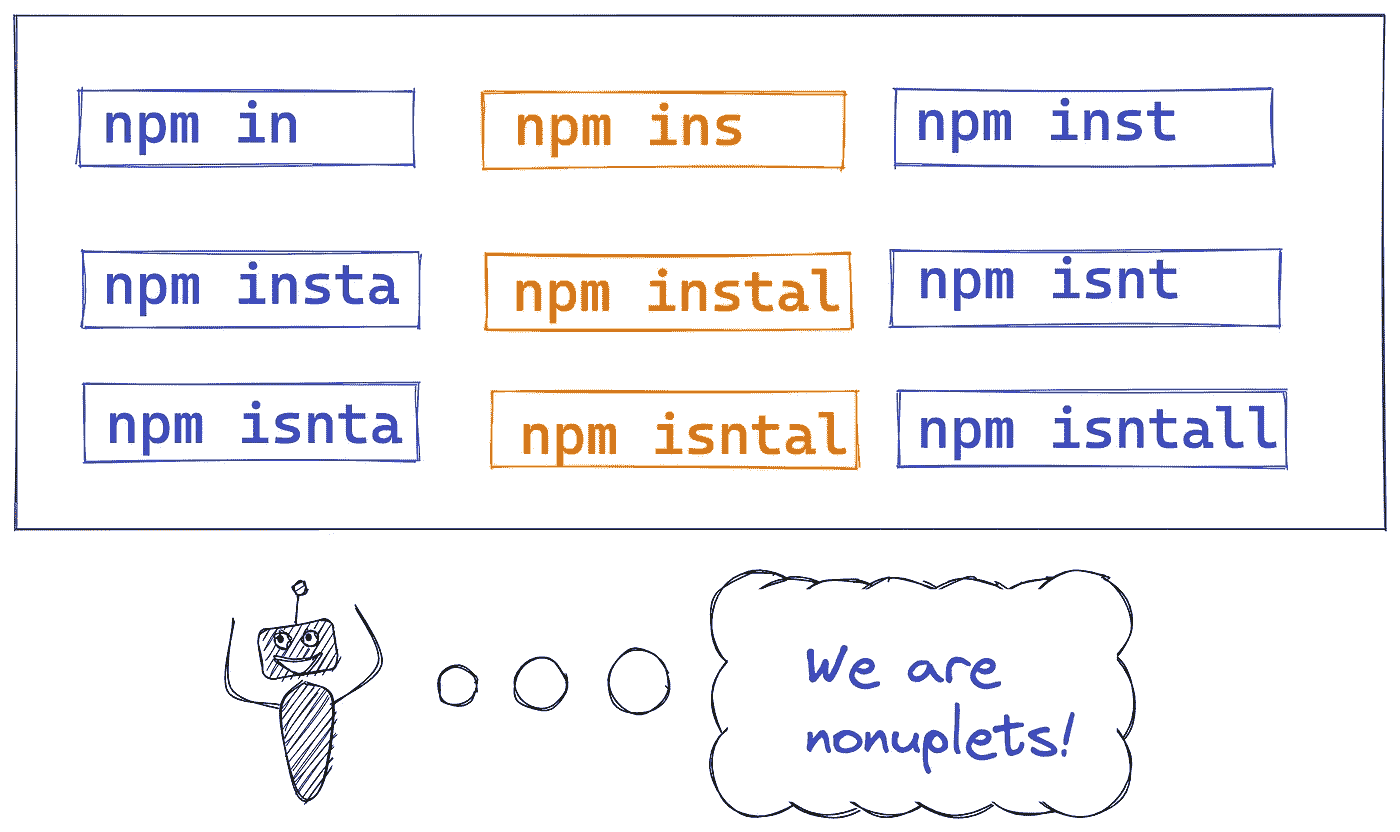 npm in
npm ins
npm inst
npm insta
npm instal
npm isnt
npm isnta
npm isntal
npm isntall
We are
nonuplets!